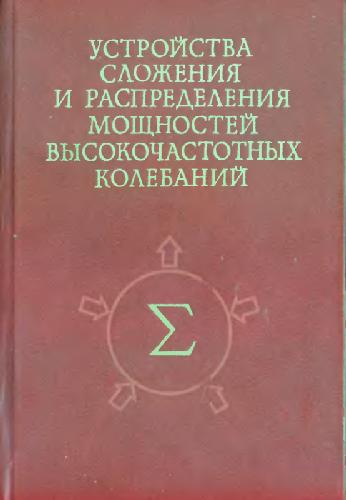 УСТРОЙСТВА
СЛОЖЕНИЯ
И РАСПРЕДЕЛЕНИЯ
МОЩНОСТЕЙ
ВЫСОКОЧАСТОТНЫХ
КОЛЕБАНИЙ
Σ